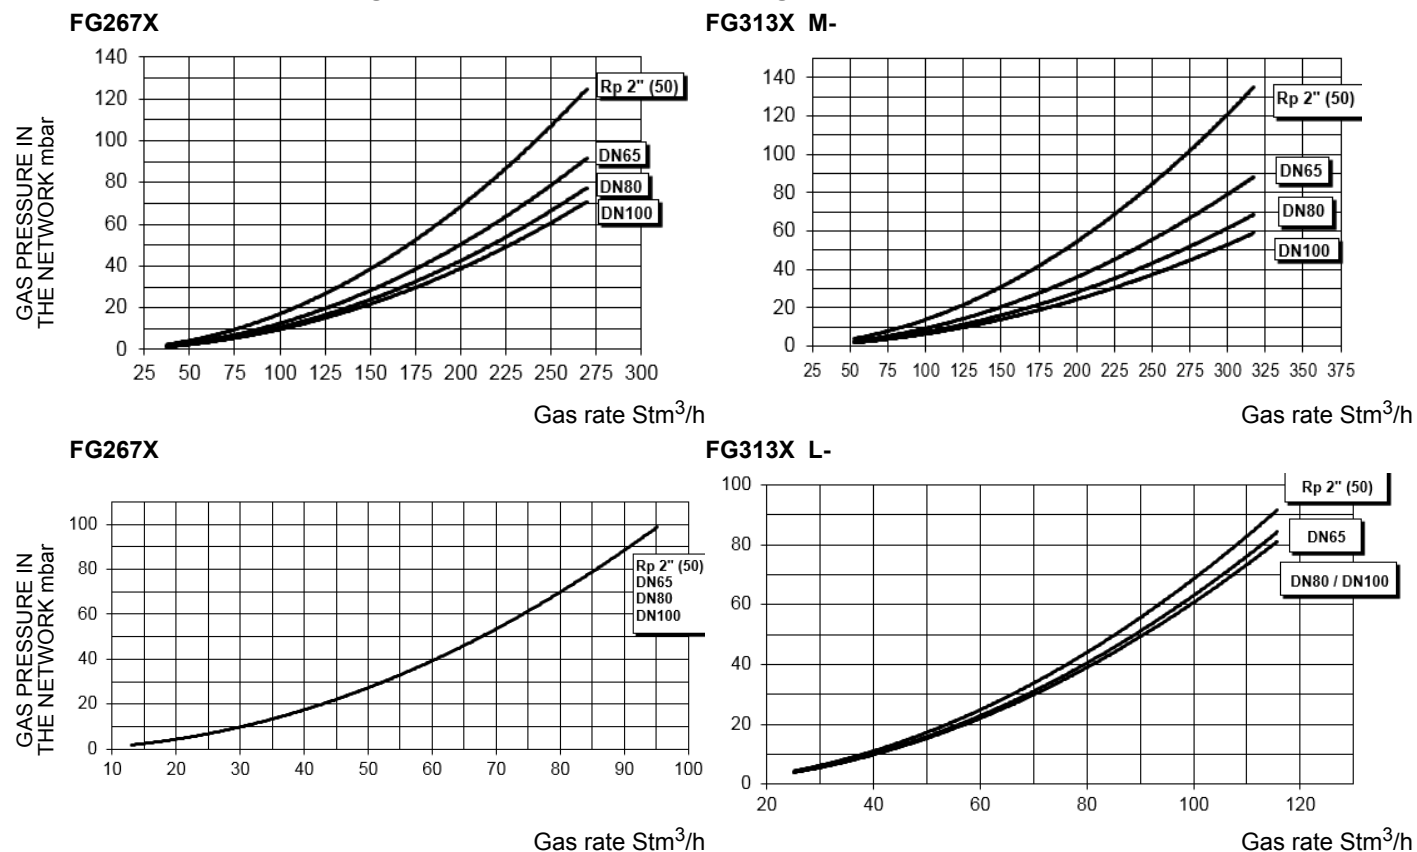 FG267X
GAS PRESSURE IN
THE NETWORK mbar
140
120
100
80
60
40
20
0
25 50 75 100 125 150 175 200 225 250 275 300
Rp 2" (50)
DN65
DN80
DN100
Gas rate Stm³/h
FG313X M-
140
120
100
80
60
40
20
0
25 50 75 100 125 150 175 200 225 250 275 300 325 350 375
Rp 2" (50)
DN65
DN80
DN100
Gas rate Stm³/h
FG267X
GAS PRESSURE IN
THE NETWORK mbar
100
80
60
40
20
0
10 20 30 40 50 60 70 80 90 100
Rp 2" (50)
DN65
DN80
DN100
Gas rate Stm³/h
FG313X L-
100
80
60
40
20
0
20 40 60 80 100 120
Rp 2" (50)
DN65
DN80 / DN100
Gas rate Stm³/h